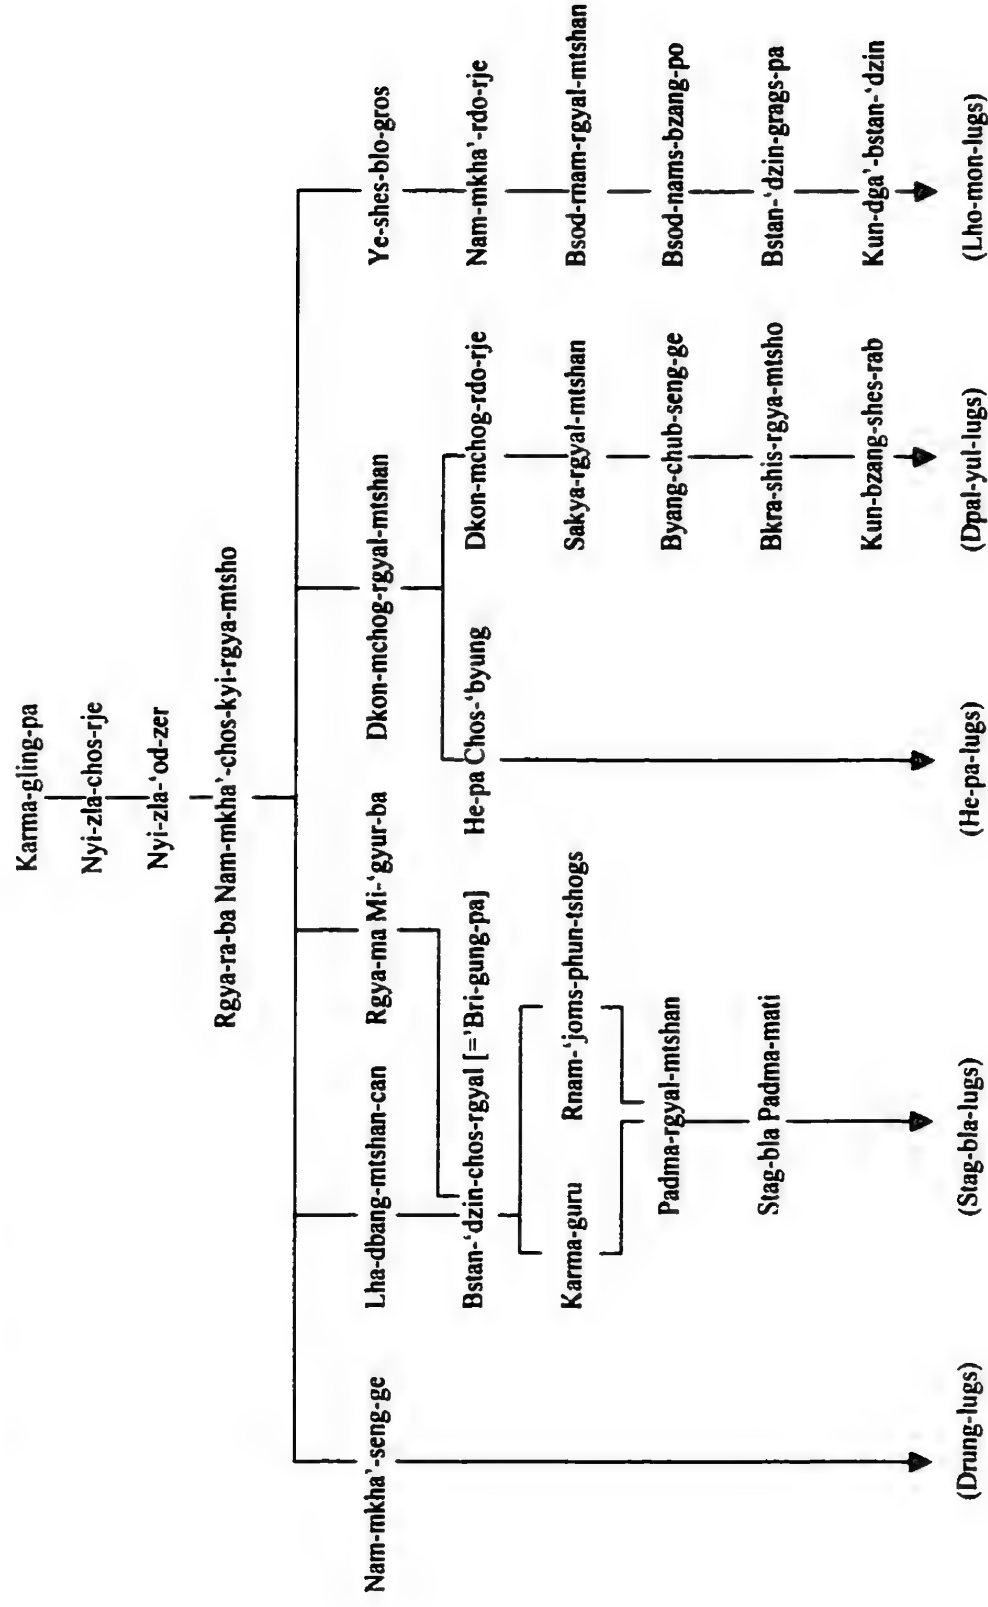 Karma-gling-pa
Nyi-zla-chos-rje
Nyi-zla-‘od-zer
Rgya-ra-ba Nam-mkha’-chos-kyi-rgya-mtsho
Nam-mkha’-seng-ge
Lha-dbang-mtshan-can
Rgya-ma Mi-‘gyur-ba
Dkon-mchog-rgyal-mtshan
Ye-shes-blo-gros
Bstan-‘dzin-chos-rgyal [=’Bri-gung-pa]
He-pa Chos-‘byung
Dkon-mchog-rdo-rje
Nam-mkha’-rdo-rje
Karma-guru
Rnam-‘joms-phun-tshogs
Sakya-rgyal-mtshan
Bsod-rnam-rgyal-mtshan
Padma-rgyal-mtshan
Byang-chub-seng-ge
Bsod-nams-bzang-po
Stag-bla Padma-mati
Bkra-shis-rgya-mtsho
Bstan-‘dzin-grags-pa
Kun-bzang-shes-rab
Kun-dga’-bstan-‘dzin
(Drung-lugs)
(Stag-bla-lugs)
(He-pa-lugs)
(Dpal-yul-lugs)
(Lho-mon-lugs)